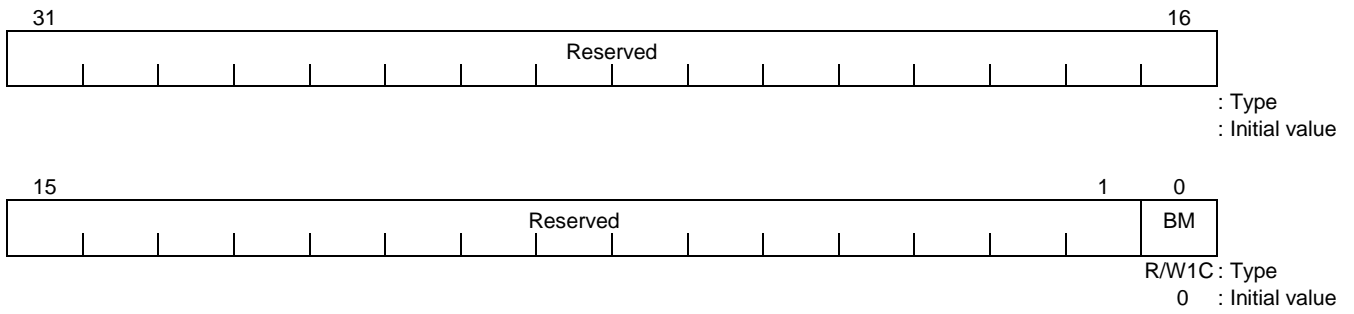 31 16
Reserved
: Type
: Initial value
15 1 0
Reserved BM
R/W1C : Type
0 : Initial value